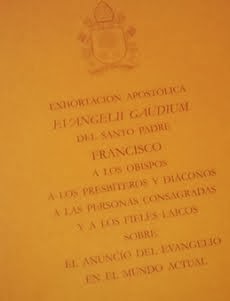 EXHORTACIÓN APOSTÓLICA
EVANGELII GAUDIUM
DEL SANTO PADRE
FRANCISCO
A LOS OBISPOS
A LOS PRESBÍTEROS Y DIÁCONOS
A LAS PERSONAS CONSAGRADAS
Y A LOS FIELES LAICOS
SOBRE
EL ANUNCIO DEL EVANGELIO
EN EL MUNDO ACTUAL